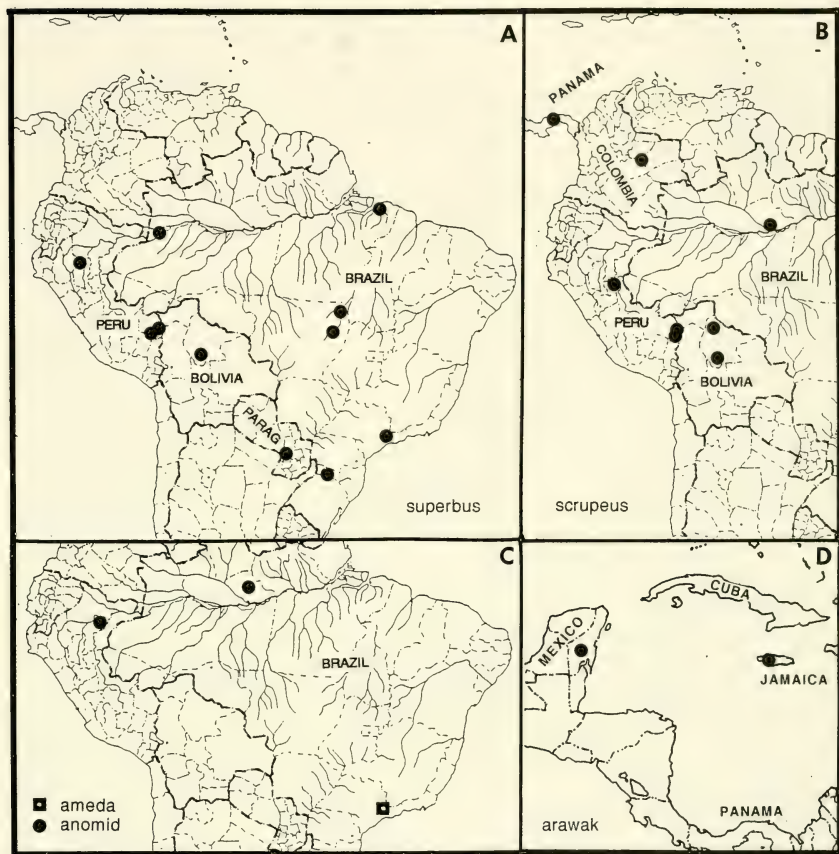 A
BRAZIL
PERU
BOLIVIA
PARAG
superbus
B
PANAMA
COLOMBIA
BRAZIL
PERU
BOLIVIA
scrupeus
C
BRAZIL
ameda
anomid
D
CUBA
MEXICO
JAMAICA
PANAMA
arawak